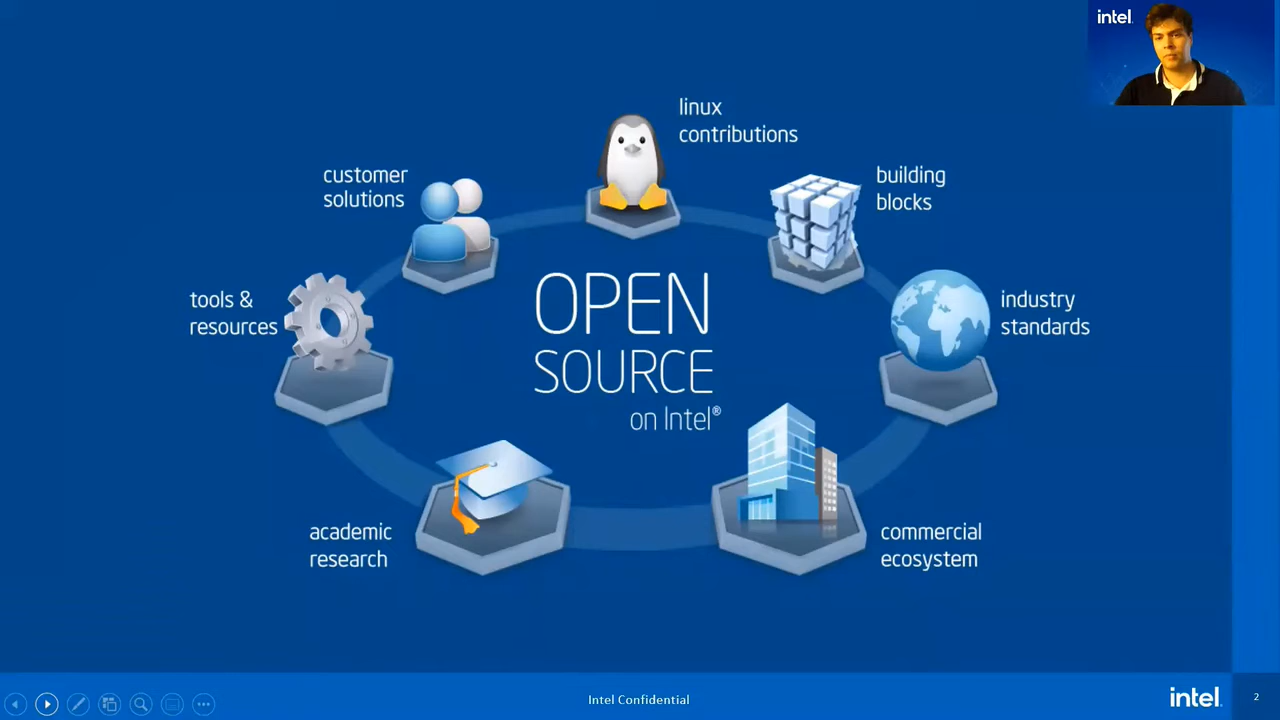 intel.
linux
contributions
customer
solutions
building
blocks
tools &
resources
OPEN
SOURCE
on Intel®
industry
standards
academic
research
commercial
ecosystem
Intel Confidential
intel.
2